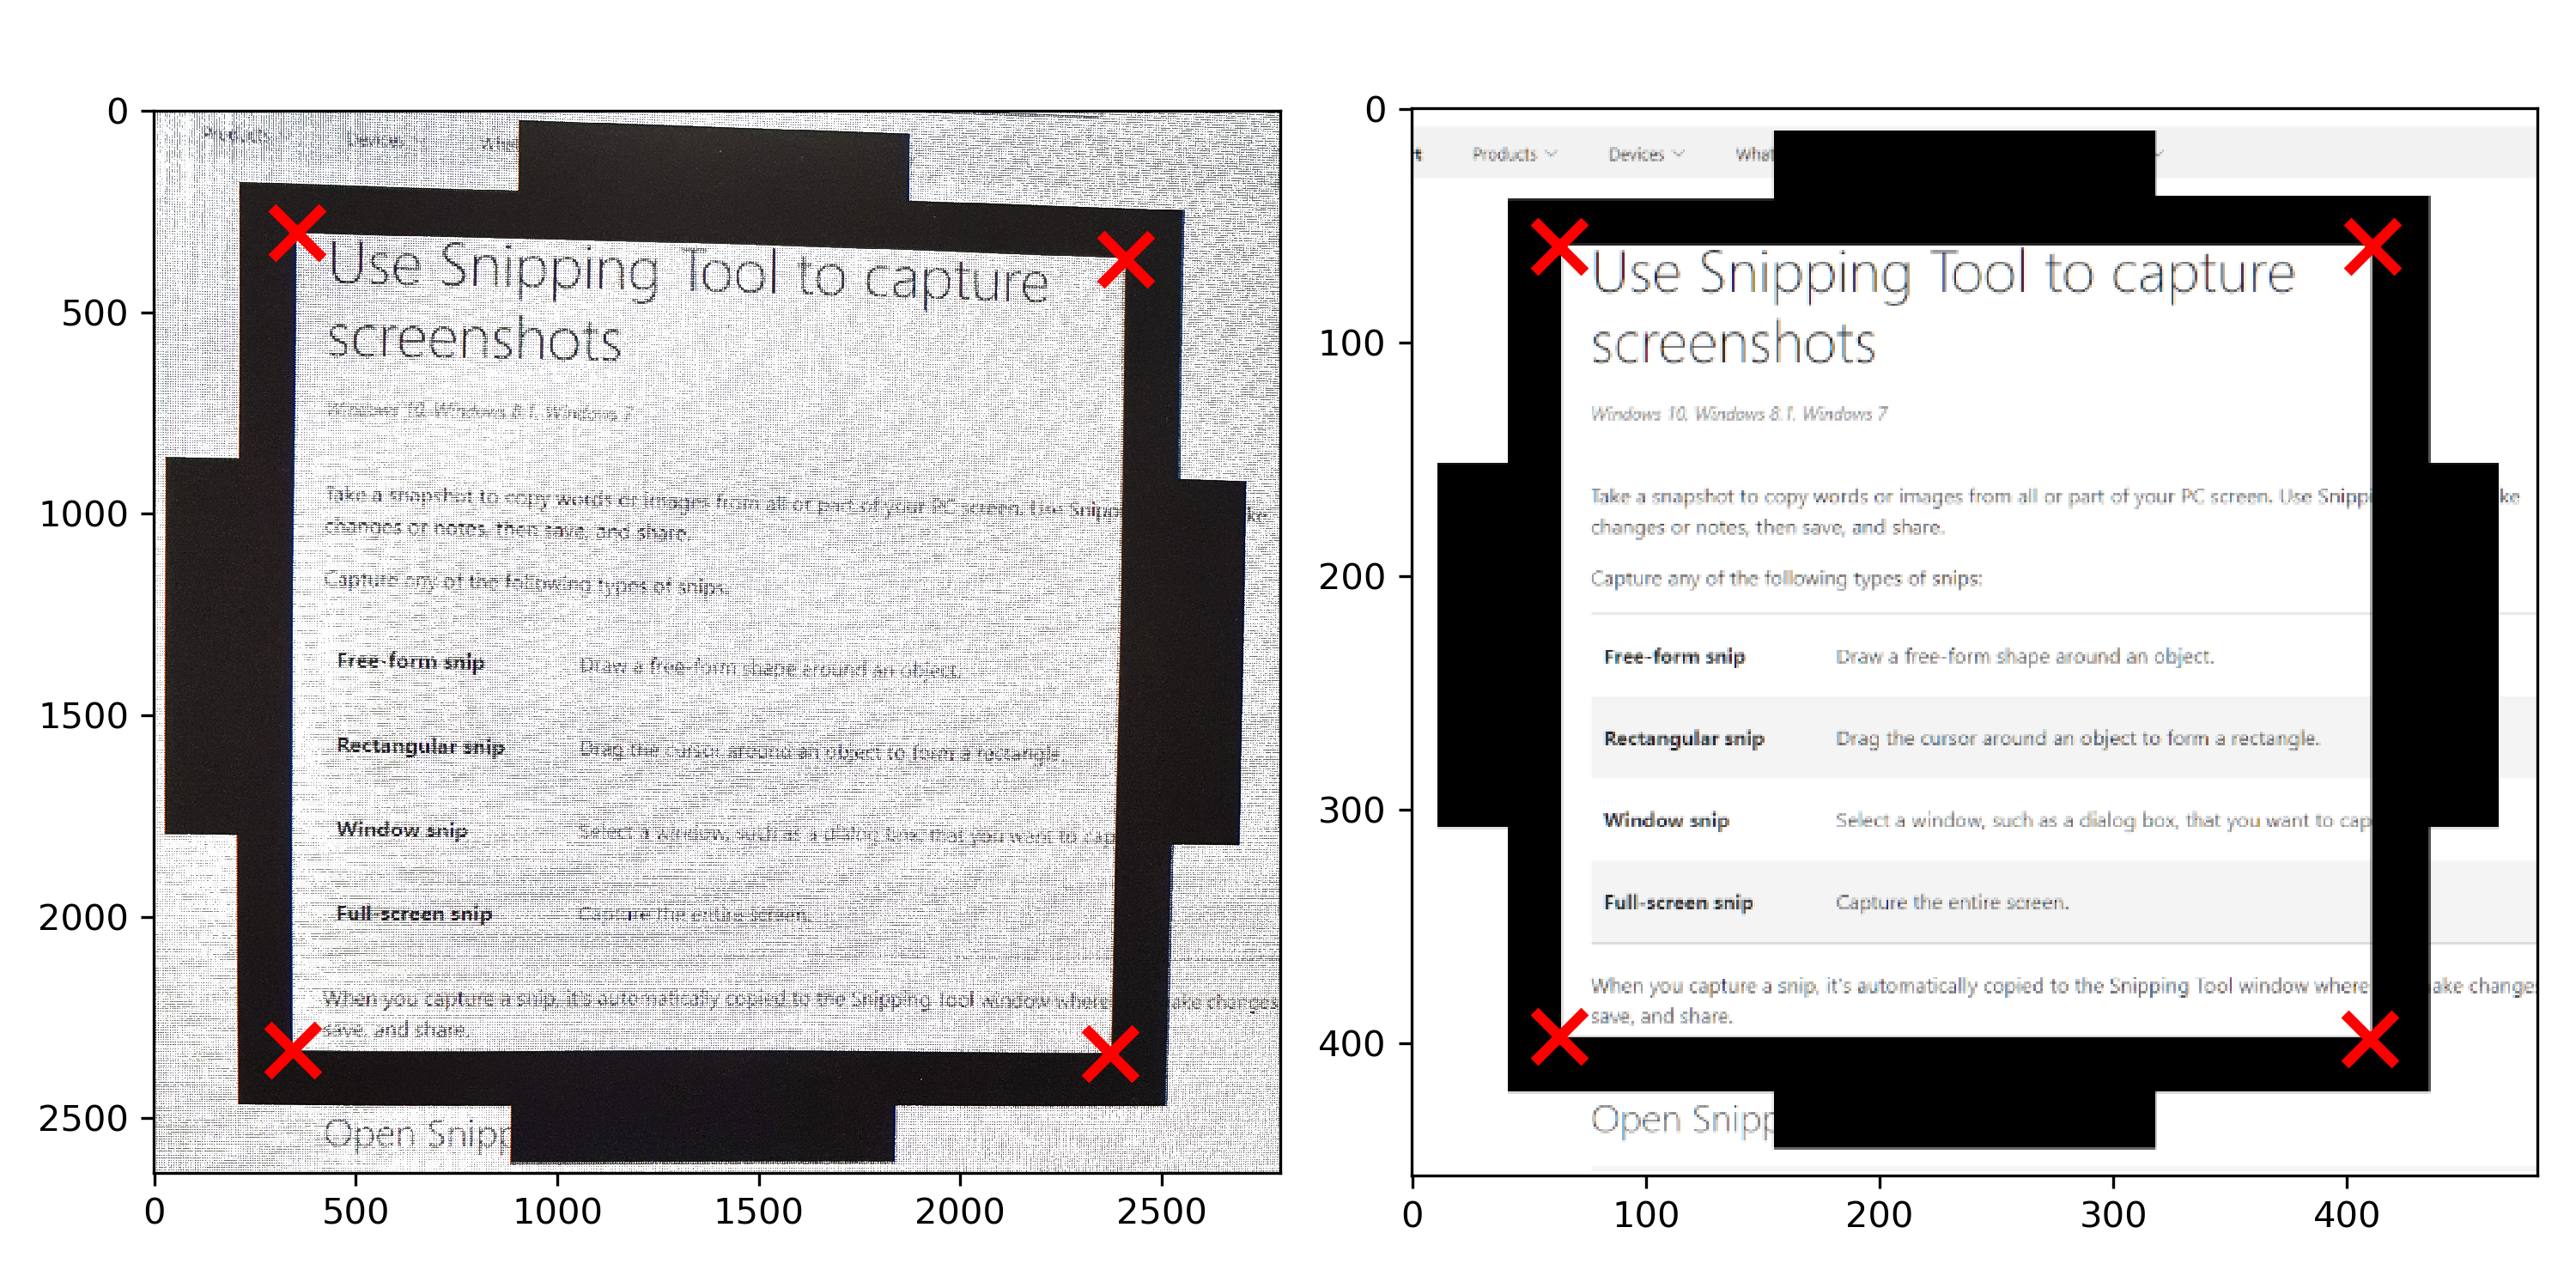 Products Devices
Use Snipping Tool to capture
screenshots
Windows 10, Windows 8.1, Windows 7
Take a snapshot to copy words or images from all or part of your PC screen. Use Snipp ke
changes or notes, then save, and share.
Capture any of the following types of snips:
Free-form snip Draw a free-form shape around an object.
Rectangular snip Drag the cursor around an object to form a rectangle.
Window snip Select a window, such as a dialog box, that you want to cap
Full-screen snip Capture the entire screen.
When you capture a snip, it's automatically copied to the Snipping Tool window where ake changes
save, and share.
Open Snipp
0
500
1000
1500
2000
2500
0 500 1000 1500 2000 2500
t Products Devices What
Use Snipping Tool to capture
screenshots
Windows 10, Windows 8.1, Windows 7
Take a snapshot to copy words or images from all or part of your PC screen. Use Snippi ke
changes or notes, then save, and share.
Capture any of the following types of snips:
Free-form snip Draw a free-form shape around an object.
Rectangular snip Drag the cursor around an object to form a rectangle.
Window snip Select a window, such as a dialog box, that you want to cap
Full-screen snip Capture the entire screen.
When you capture a snip, it's automatically copied to the Snipping Tool window where ake change
save, and share.
Open Snipp
0
100
200
300
400
0 100 200 300 400